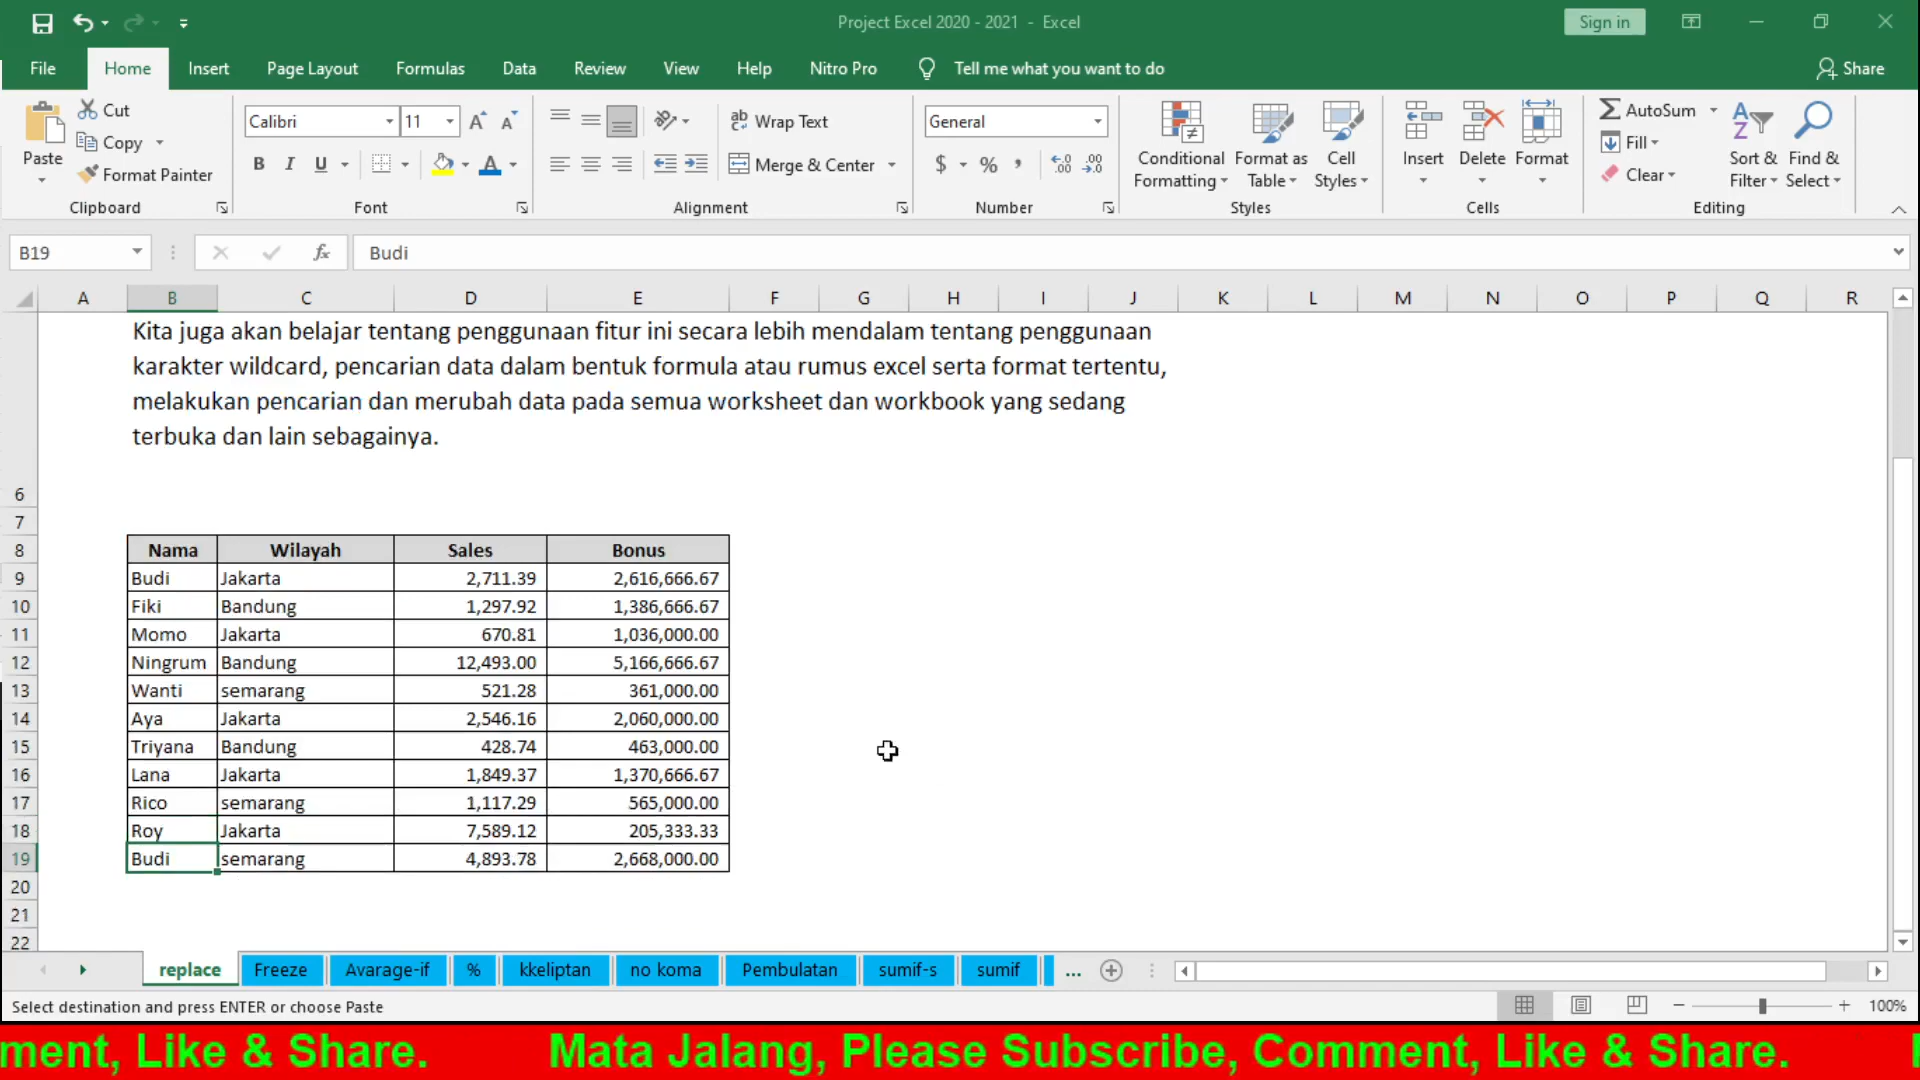 Project Excel 2020 - 2021 - Excel
Sign in
File Home Insert Page Layout Formulas Data Review View Help Nitro Pro Tell me what you want to do Share
Paste
Cut
Copy
Format Painter
Clipboard
Calibri 11
B I U
Font
Wrap Text
Merge & Center
Alignment
General
$ % ,
Number
Conditional Formatting
Format as Table
Cell Styles
Styles
Insert Delete Format
Cells
AutoSum
Fill
Clear
Sort & Filter
Find & Select
Editing
B19 fx Budi
A B C D E F G H I J K L M N O P Q R
Kita juga akan belajar tentang penggunaan fitur ini secara lebih mendalam tentang penggunaan
karakter wildcard, pencarian data dalam bentuk formula atau rumus excel serta format tertentu,
melakukan pencarian dan merubah data pada semua worksheet dan workbook yang sedang
terbuka dan lain sebagainya.
6
7
8 Nama Wilayah Sales Bonus
9 Budi Jakarta 2,711.39 2,616,666.67
10 Fiki Bandung 1,297.92 1,386,666.67
11 Momo Jakarta 670.81 1,036,000.00
12 Ningrum Bandung 12,493.00 5,166,666.67
13 Wanti semarang 521.28 361,000.00
14 Aya Jakarta 2,546.16 2,060,000.00
15 Triyana Bandung 428.74 463,000.00
16 Lana Jakarta 1,849.37 1,370,666.67
17 Rico semarang 1,117.29 565,000.00
18 Roy Jakarta 7,589.12 205,333.33
19 Budi semarang 4,893.78 2,668,000.00
20
21
22
replace Freeze Avarage-if % kkeliptan no koma Pembulatan sumif-s sumif ...
Select destination and press ENTER or choose Paste
100%
ment, Like & Share. Mata Jalang, Please Subscribe, Comment, Like & Share.